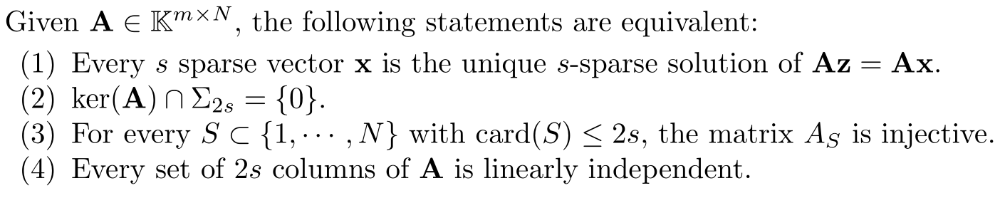 Given $\mathbf{A} \in \mathbb{K}^{m \times N}$, the following statements are equivalent:
(1) Every $s$ sparse vector $\mathbf{x}$ is the unique $s$-sparse solution of $\mathbf{Az} = \mathbf{Ax}$.
(2) $\ker(\mathbf{A}) \cap \Sigma_{2s} = \{0\}$.
(3) For every $S \subset \{1, \cdots, N\}$ with $\operatorname{card}(S) \leq 2s$, the matrix $A_S$ is injective.
(4) Every set of $2s$ columns of $\mathbf{A}$ is linearly independent.